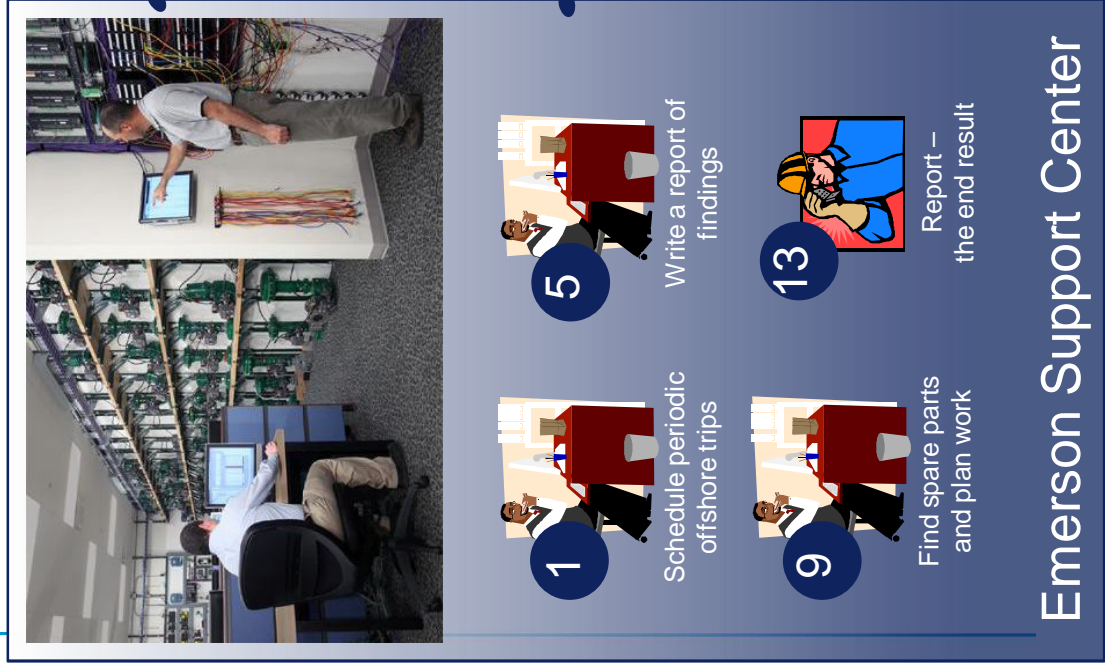 1
Schedule periodic
offshore trips
5
Write a report of
findings
9
Find spare parts
and plan work
13
Report –
the end result
Emerson Support Center